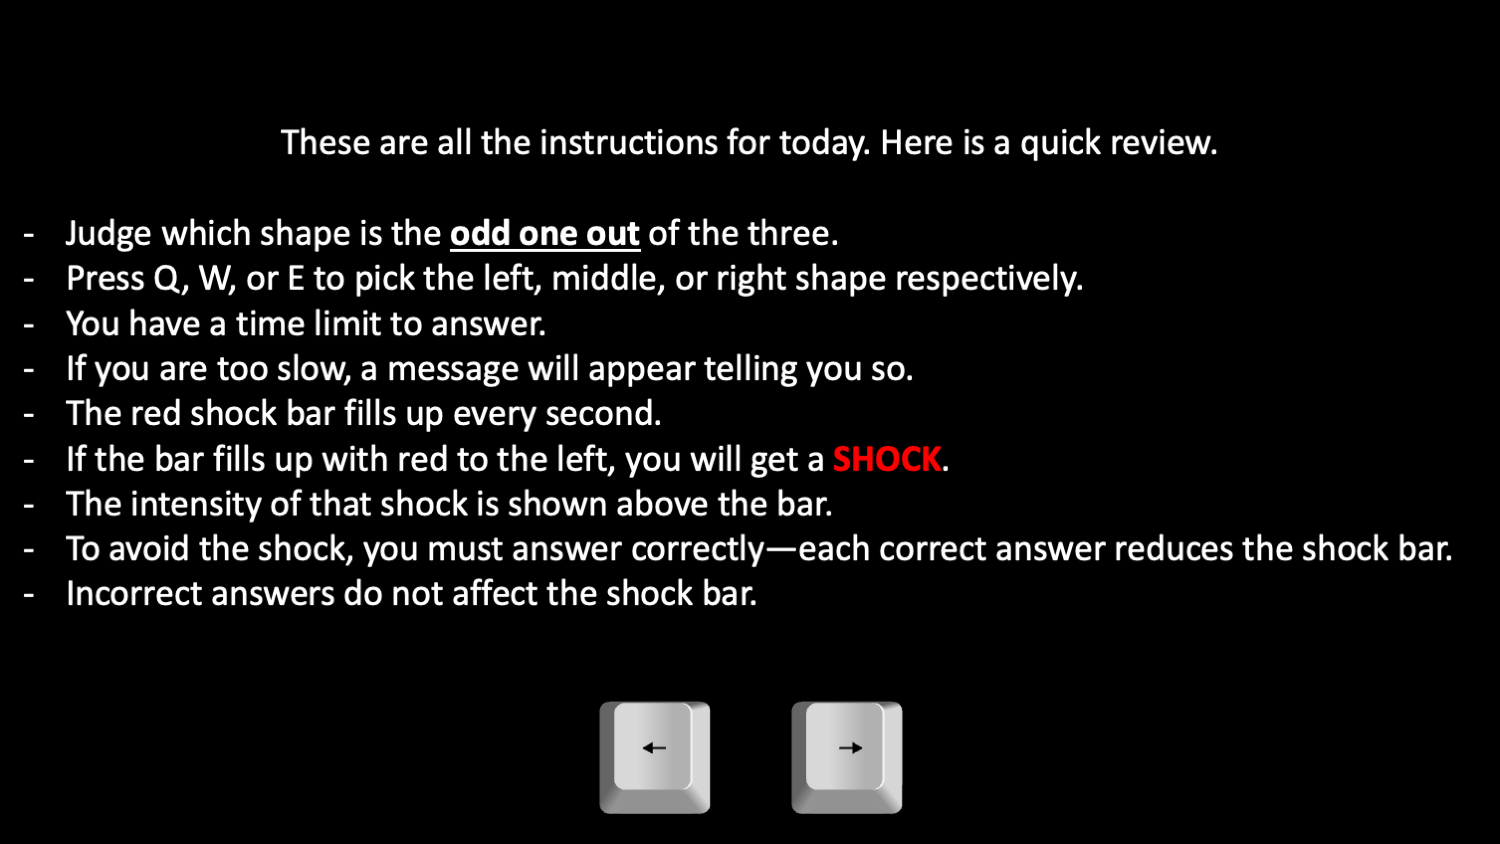 These are all the instructions for today. Here is a quick review.
- Judge which shape is the odd one out of the three.
- Press Q, W, or E to pick the left, middle, or right shape respectively.
- You have a time limit to answer.
- If you are too slow, a message will appear telling you so.
- The red shock bar fills up every second.
- If the bar fills up with red to the left, you will get a SHOCK.
- The intensity of that shock is shown above the bar.
- To avoid the shock, you must answer correctly—each correct answer reduces the shock bar.
- Incorrect answers do not affect the shock bar.
← →